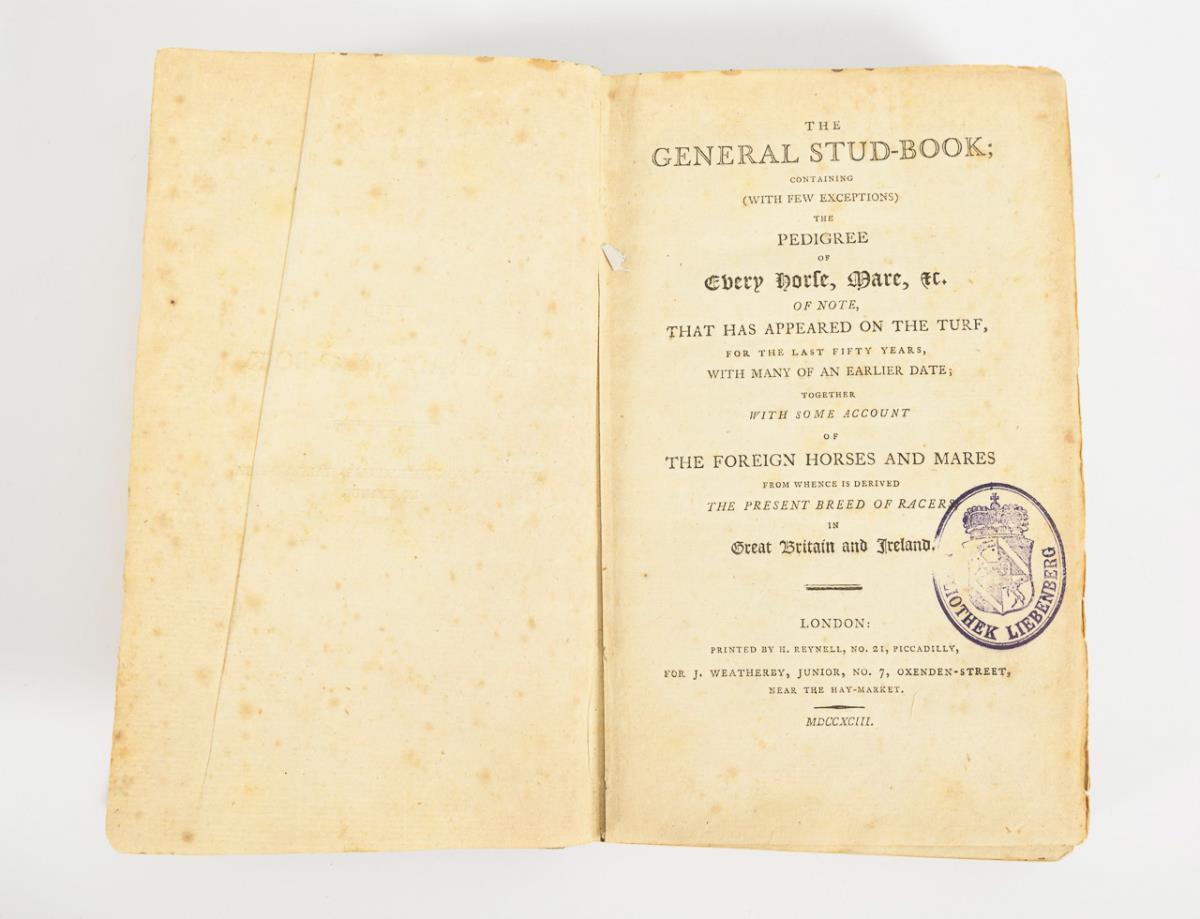 THE
GENERAL STUD-BOOK;
CONTAINING
(WITH FEW EXCEPTIONS)
THE
PEDIGREE
OF
Every Horſe, Mare, &c.
OF NOTE,
THAT HAS APPEARED ON THE TURF,
FOR THE LAST FIFTY YEARS,
WITH MANY OF AN EARLIER DATE;
TOGETHER
WITH SOME ACCOUNT
OF
THE FOREIGN HORSES AND MARES
FROM WHENCE IS DERIVED
THE PRESENT BREED OF RACERS
IN
Great Britain and Ireland.
LONDON:
PRINTED BY H. REYNELL, NO. 21, PICCADILLY,
FOR J. WEATHERBY, JUNIOR, NO. 7, OXENDEN-STREET,
NEAR THE HAY-MARKET.
MDCCXCIII.
LIOTHEK LIEBENBERG